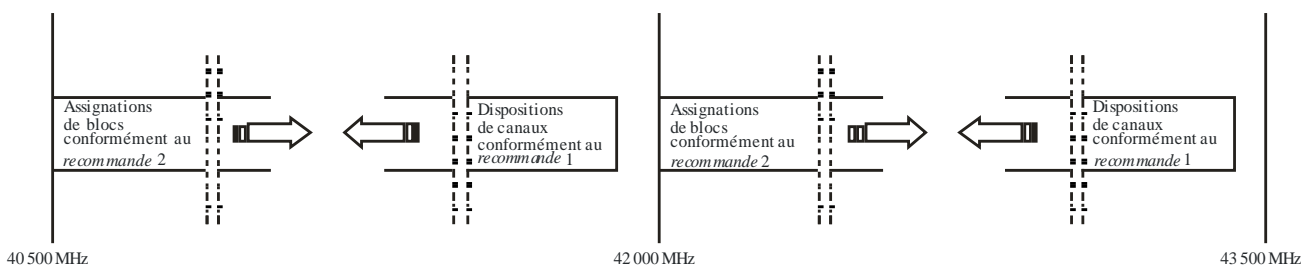 Assignations
de blocs
conformément au
recommande 2
Dispositions
de canaux
conformément au
recommande 1
Assignations
de blocs
conformément au
recommande 2
Dispositions
de canaux
conformément au
recommande 1
40 500 MHz
42 000 MHz
43 500 MHz